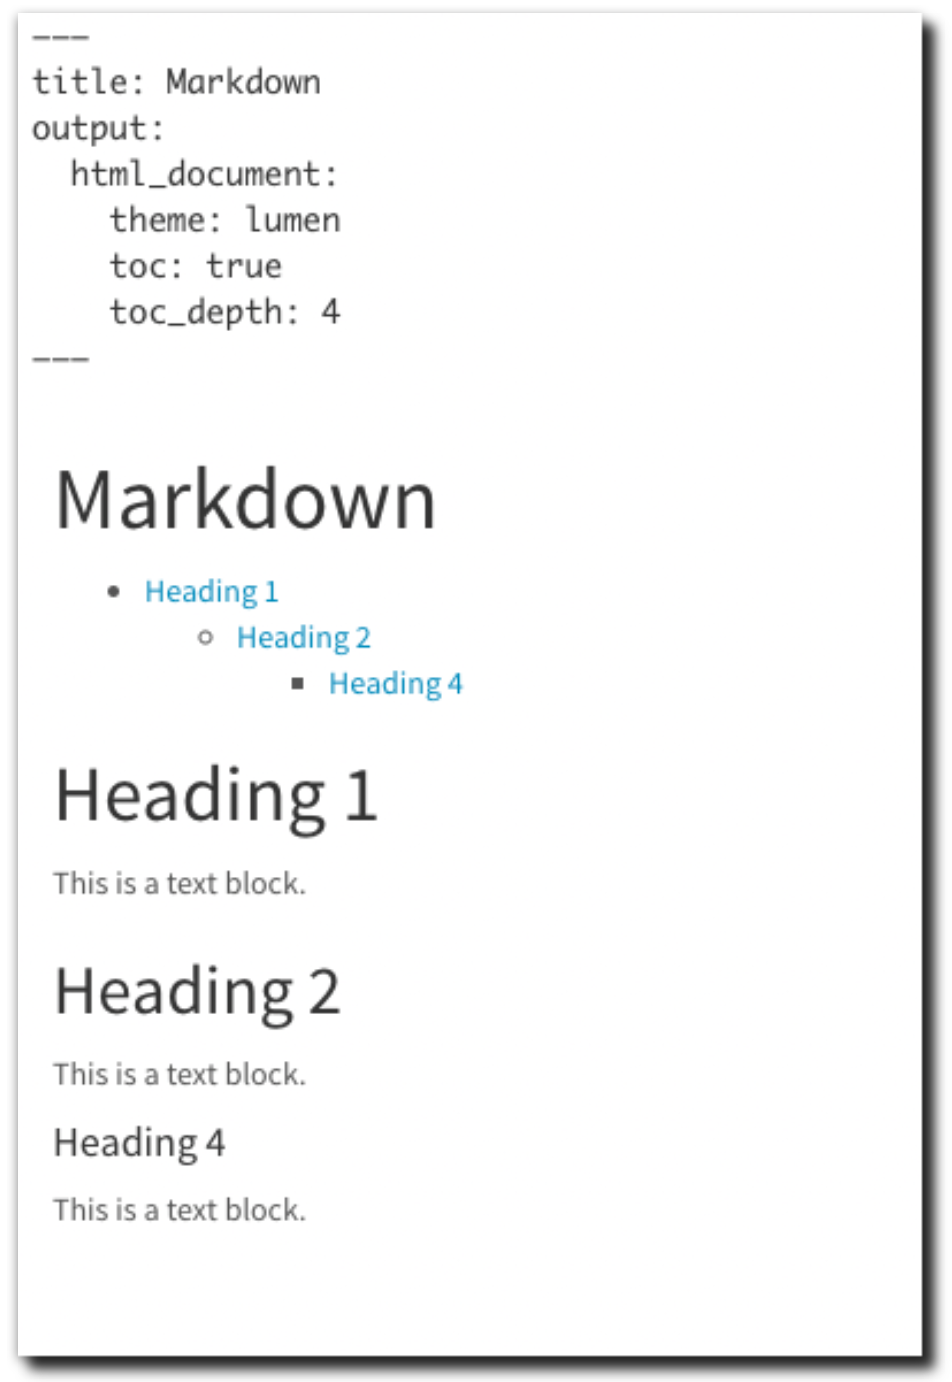 ---
title: Markdown
output:
  html_document:
    theme: lumen
    toc: true
    toc_depth: 4
---
Markdown
Heading 1
Heading 2
Heading 4
Heading 1
This is a text block.
Heading 2
This is a text block.
Heading 4
This is a text block.